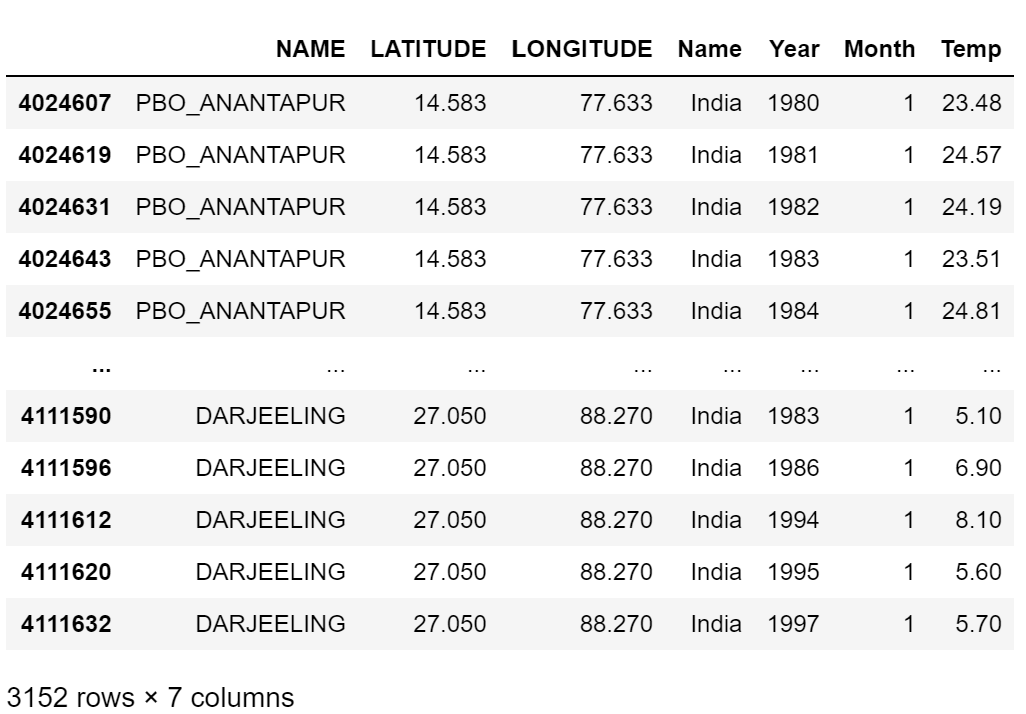 NAME LATITUDE LONGITUDE Name Year Month Temp
4024607 PBO_ANANTAPUR 14.583 77.633 India 1980 1 23.48
4024619 PBO_ANANTAPUR 14.583 77.633 India 1981 1 24.57
4024631 PBO_ANANTAPUR 14.583 77.633 India 1982 1 24.19
4024643 PBO_ANANTAPUR 14.583 77.633 India 1983 1 23.51
4024655 PBO_ANANTAPUR 14.583 77.633 India 1984 1 24.81
... ... ... ... ... ... ... ...
4111590 DARJEELING 27.050 88.270 India 1983 1 5.10
4111596 DARJEELING 27.050 88.270 India 1986 1 6.90
4111612 DARJEELING 27.050 88.270 India 1994 1 8.10
4111620 DARJEELING 27.050 88.270 India 1995 1 5.60
4111632 DARJEELING 27.050 88.270 India 1997 1 5.70
3152 rows × 7 columns